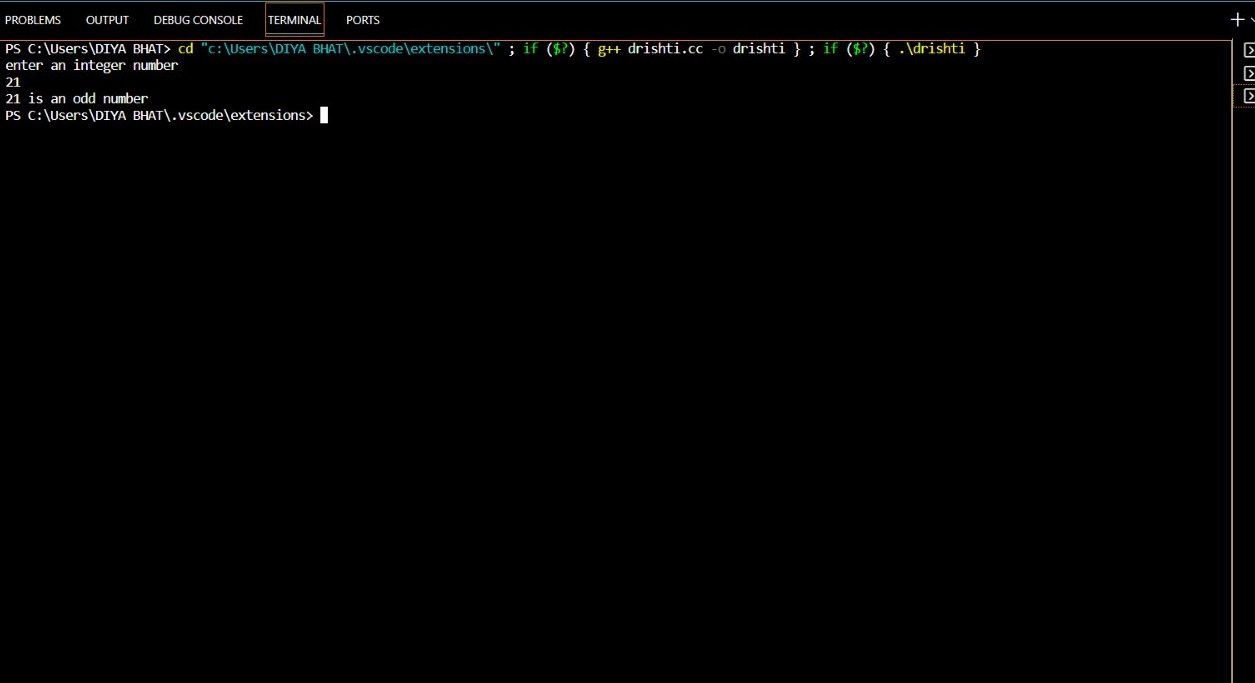 PROBLEMS OUTPUT DEBUG CONSOLE TERMINAL PORTS
PS C:\Users\DIYA BHAT> cd "c:\Users\DIYA BHAT\.vscode\extensions\" ; if ($?) { g++ drishti.cc -o drishti } ; if ($?) { .\drishti }
enter an integer number
21
21 is an odd number
PS C:\Users\DIYA BHAT\.vscode\extensions>